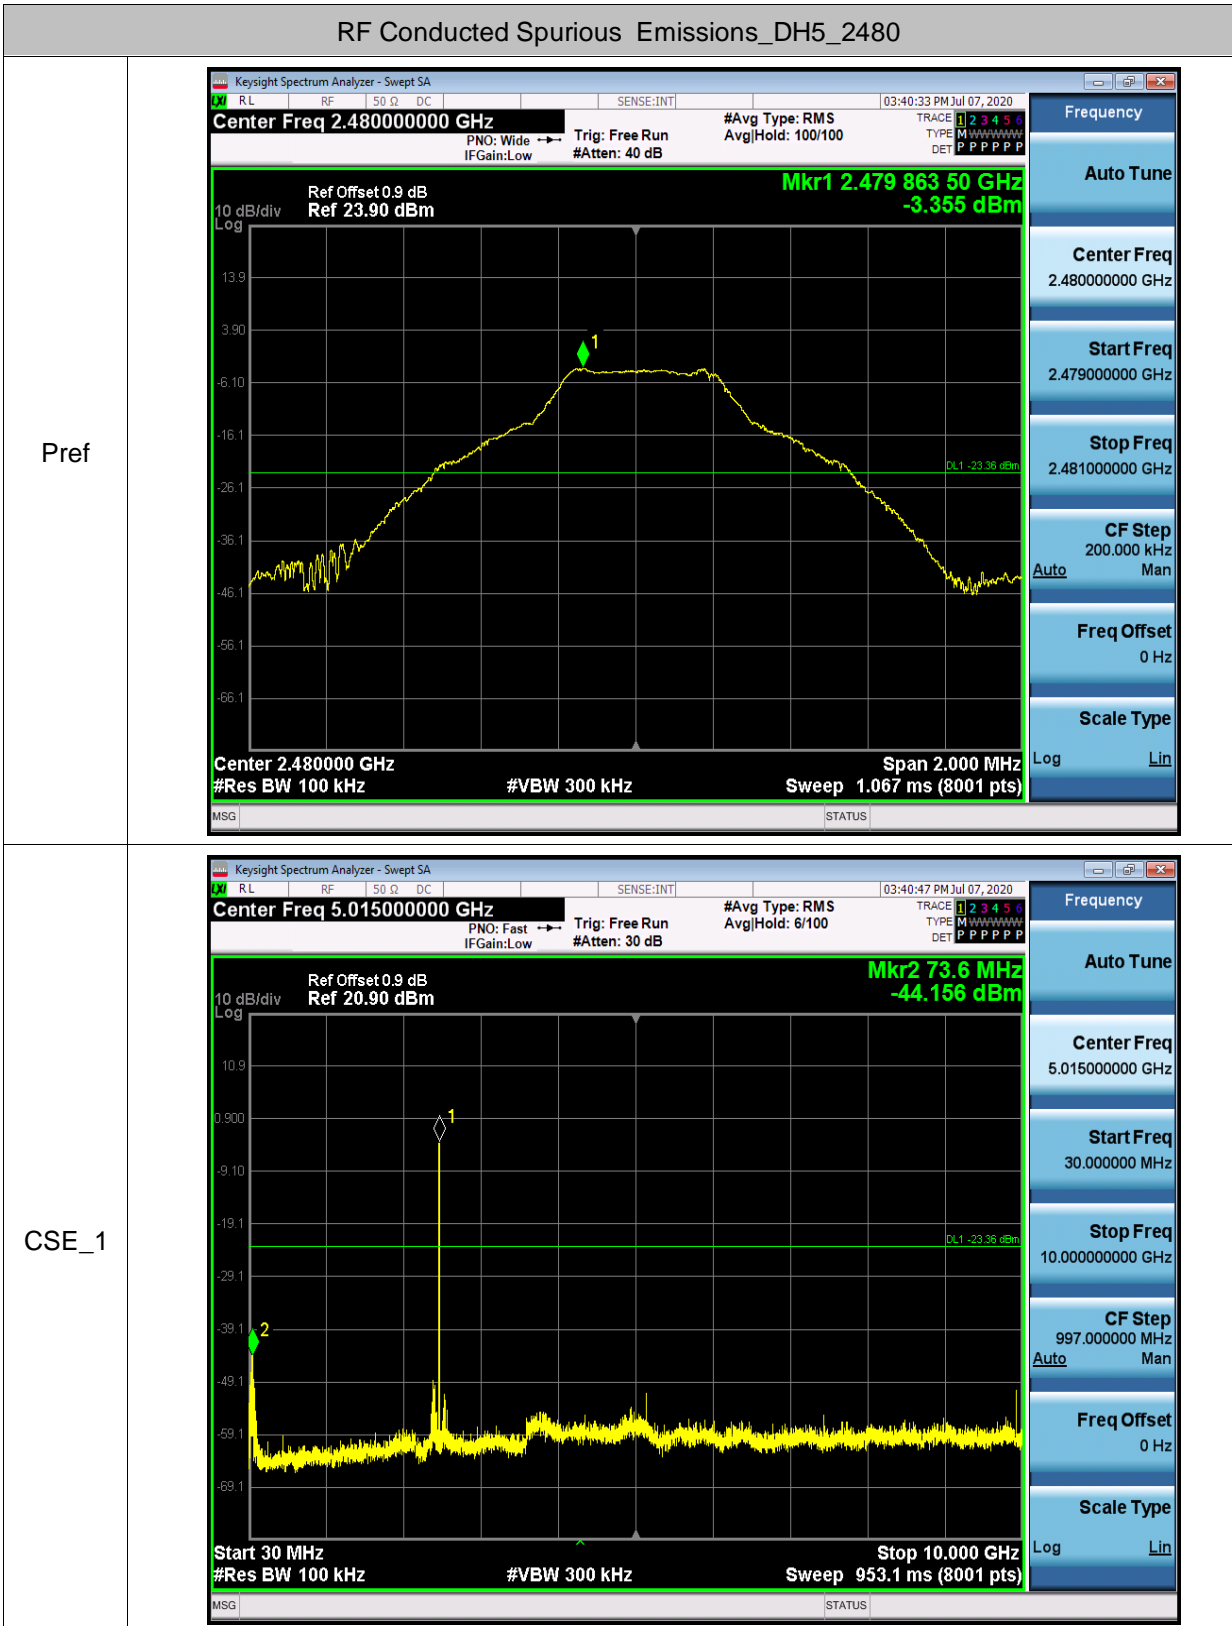 RF Conducted Spurious Emissions_DH5_2480
Pref
Keysight Spectrum Analyzer - Swept SA
LXI RL RF 50 Ω DC SENSE:INT 03:40:33 PM Jul 07, 2020
Center Freq 2.480000000 GHz #Avg Type: RMS TRACE 1 2 3 4 5 6
PNO: Wide Trig: Free Run Avg|Hold: 100/100 TYPE M WWWWW
IFGain:Low #Atten: 40 dB DET P P P P P P
Mkr1 2.479 863 50 GHz
-3.355 dBm
Ref Offset 0.9 dB
10 dB/div Ref 23.90 dBm
Log
13.9
3.90
-6.10
-16.1
-26.1
-36.1
-46.1
-56.1
-66.1
1
DL1 -23.36 dBm
Center 2.480000 GHz Span 2.000 MHz
#Res BW 100 kHz #VBW 300 kHz Sweep 1.067 ms (8001 pts)
MSG STATUS
Frequency
Auto Tune
Center Freq
2.480000000 GHz
Start Freq
2.479000000 GHz
Stop Freq
2.481000000 GHz
CF Step
200.000 kHz
Auto Man
Freq Offset
0 Hz
Scale Type
Log Lin
CSE_1
Keysight Spectrum Analyzer - Swept SA
LXI RL RF 50 Ω DC SENSE:INT 03:40:47 PM Jul 07, 2020
Center Freq 5.015000000 GHz #Avg Type: RMS TRACE 1 2 3 4 5 6
PNO: Fast Trig: Free Run Avg|Hold: 6/100 TYPE M WWWWW
IFGain:Low #Atten: 30 dB DET P P P P P P
Mkr2 73.6 MHz
-44.156 dBm
Ref Offset 0.9 dB
10 dB/div Ref 20.90 dBm
Log
10.9
0.900
-9.10
-19.1
-29.1
-39.1
-49.1
-59.1
-69.1
1
2
DL1 -23.36 dBm
Start 30 MHz Stop 10.000 GHz
#Res BW 100 kHz #VBW 300 kHz Sweep 953.1 ms (8001 pts)
MSG STATUS
Frequency
Auto Tune
Center Freq
5.015000000 GHz
Start Freq
30.000000 MHz
Stop Freq
10.000000000 GHz
CF Step
997.000000 MHz
Auto Man
Freq Offset
0 Hz
Scale Type
Log Lin